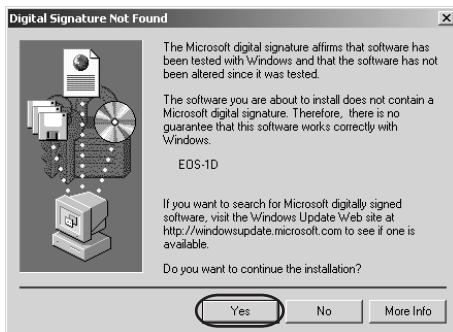 Digital Signature Not Found
The Microsoft digital signature affirms that software has
been tested with Windows and that the software has not
been altered since it was tested.
The software you are about to install does not contain a
Microsoft digital signature. Therefore, there is no
guarantee that this software works correctly with
Windows.
EOS-1D
If you want to search for Microsoft digitally signed
software, visit the Windows Update Web site at
http://windowsupdate.microsoft.com to see if one is
available.
Do you want to continue the installation?
Yes No More Info